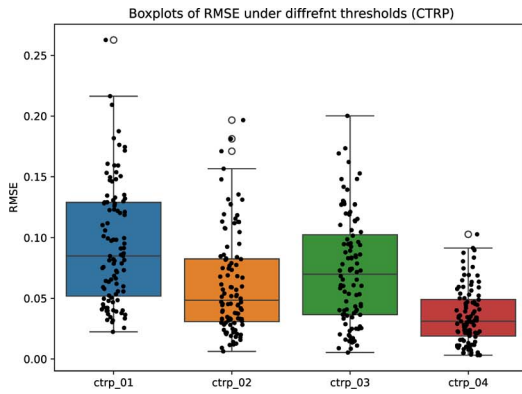 Boxplots of RMSE under diffrefnt thresholds (CTRP)
0.25
0.20
0.15
RMSE
0.10
0.05
0.00
ctrp_01 ctrp_02 ctrp_03 ctrp_04